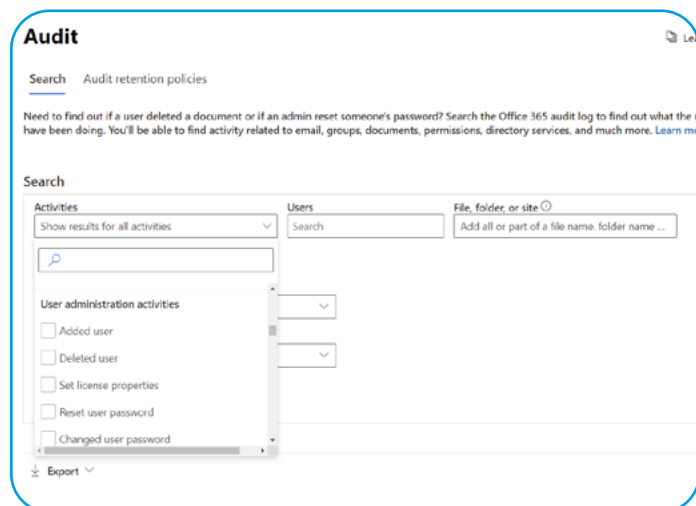 Audit
Lea
Search Audit retention policies
Need to find out if a user deleted a document or if an admin reset someone's password? Search the Office 365 audit log to find out what the
have been doing. You'll be able to find activity related to email, groups, documents, permissions, directory services, and much more. Learn mo
Search
Activities Users File, folder, or site
Show results for all activities Search Add all or part of a file name, folder name ...
User administration activities
Added user
Deleted user
Set license properties
Reset user password
Changed user password
Export